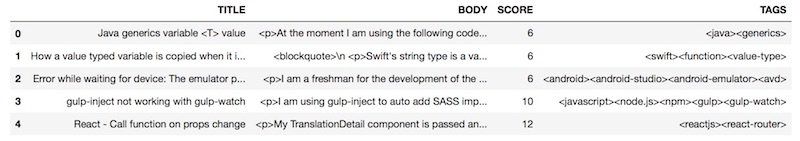 TITLE BODY SCORE TAGS
0 Java generics variable <T> value <p>At the moment I am using the following code... 6 <java><generics>
1 How a value typed variable is copied when it i... <blockquote>\n <p>Swift's string type is a va... 6 <swift><function><value-type>
2 Error while waiting for device: The emulator p... <p>I am a freshman for the development of the ... 6 <android><android-studio><android-emulator><avd>
3 gulp-inject not working with gulp-watch <p>I am using gulp-inject to auto add SASS imp... 10 <javascript><node.js><npm><gulp><gulp-watch>
4 React - Call function on props change <p>My TranslationDetail component is passed an... 12 <reactjs><react-router>